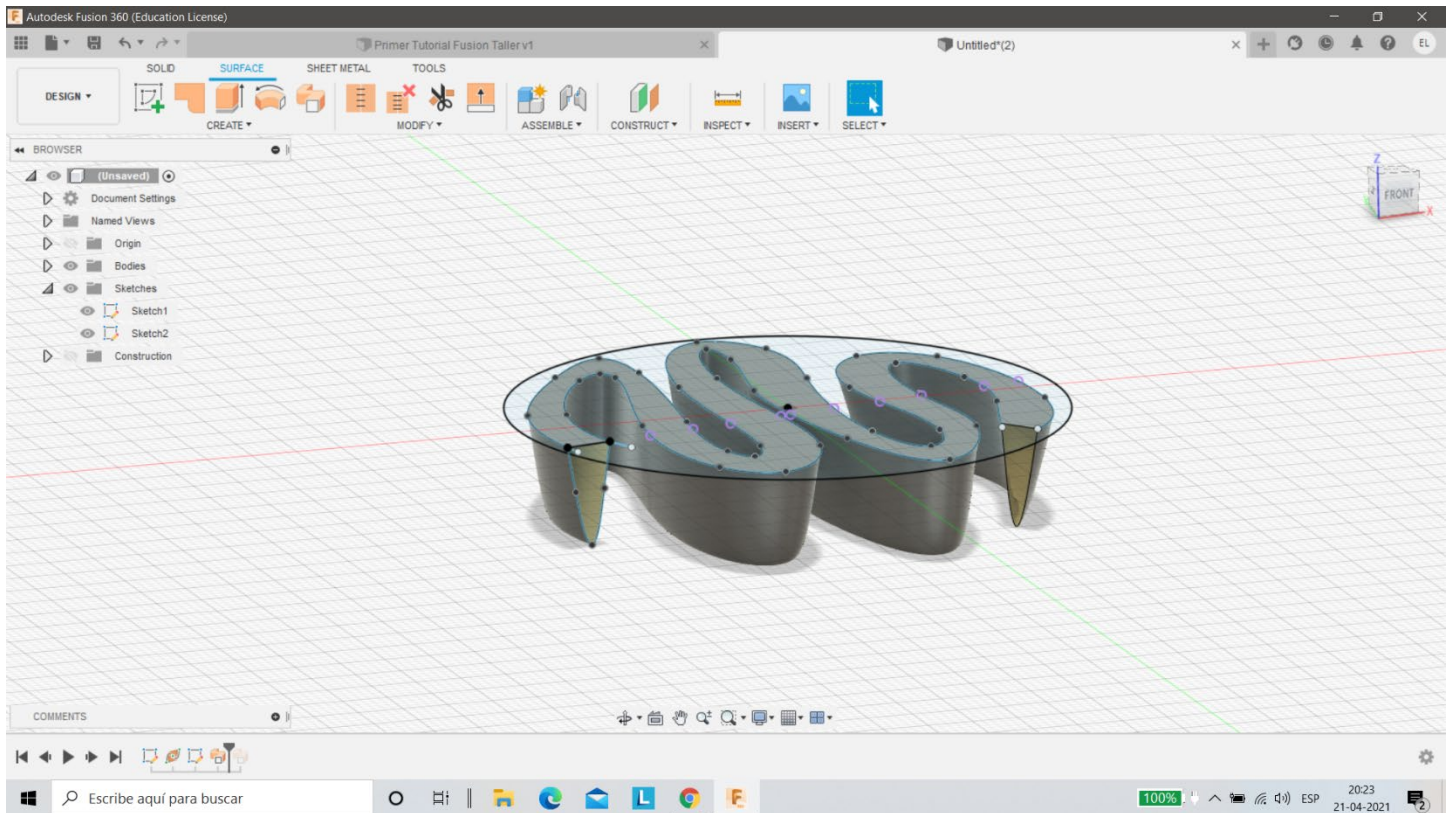 Autodesk Fusion 360 (Education License)
Primer Tutorial Fusion Taller v1
Untitled*(2)
EL
SOLID
SURFACE
SHEET METAL
TOOLS
DESIGN
CREATE
MODIFY
ASSEMBLE
CONSTRUCT
INSPECT
INSERT
SELECT
BROWSER
(Unsaved)
Document Settings
Named Views
Origin
Bodies
Sketches
Sketch1
Sketch2
Construction
Z
FRONT
X
COMMENTS
Escribe aquí para buscar
L
F
100%
ESP
20:23
21-04-2021
2